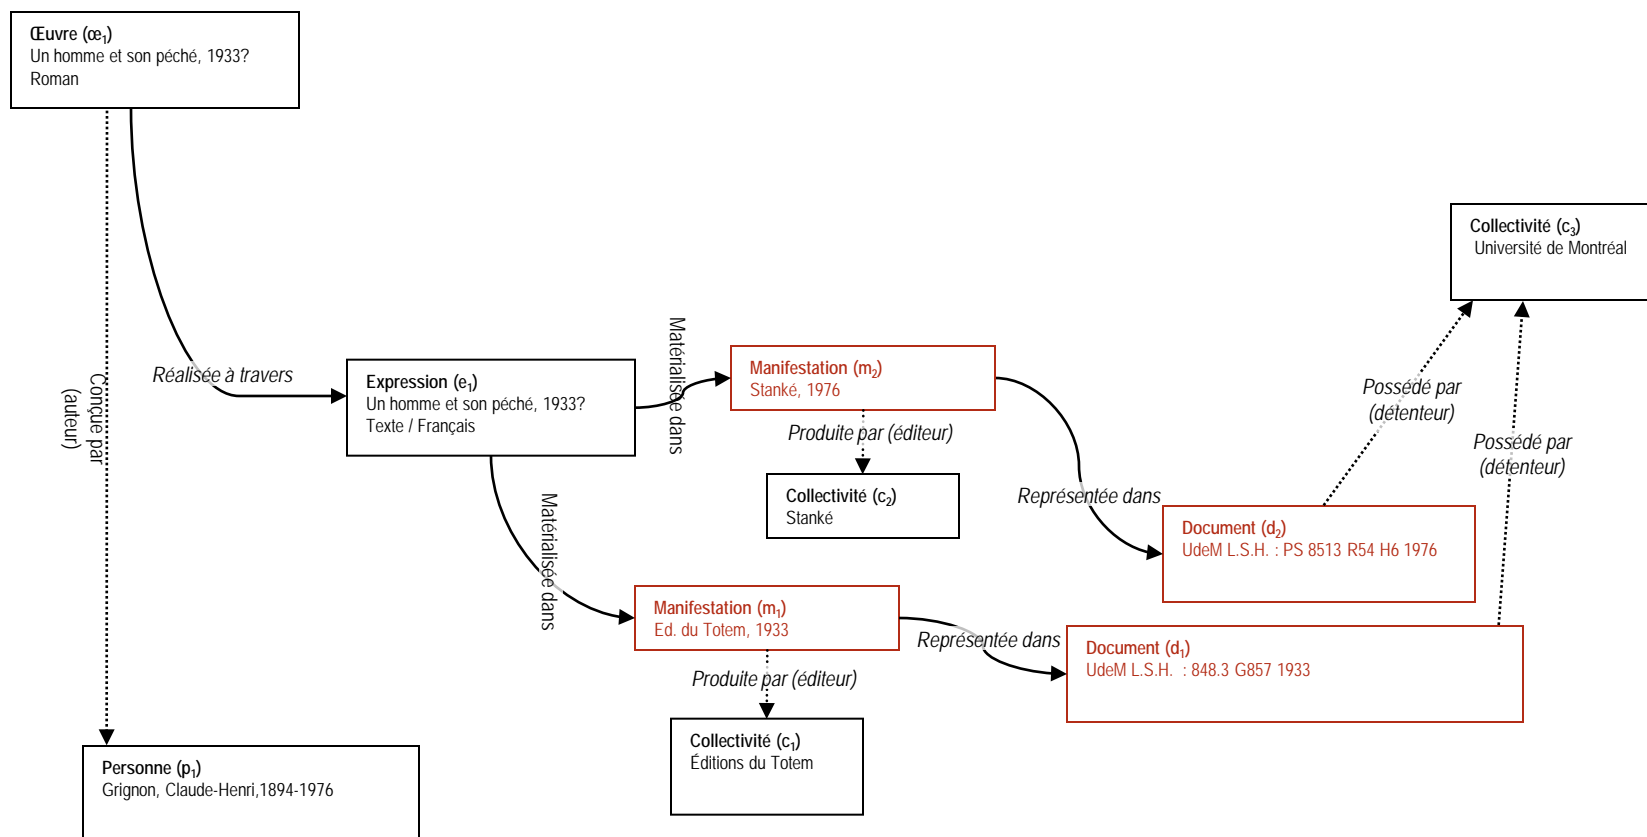 Œuvre (œ₁)
Un homme et son péché, 1933?
Roman
Conçue par
(auteur)
Réalisée à travers
Expression (e₁)
Un homme et son péché, 1933?
Texte / Français
Matérialisée dans
Manifestation (m₂)
Stanké, 1976
Produite par (éditeur)
Collectivité (c₂)
Stanké
Représentée dans
Document (d₂)
UdeM L.S.H. : PS 8513 R54 H6 1976
Possédé par
(détenteur)
Collectivité (c₃)
Université de Montréal
Possédé par
(détenteur)
Matérialisée dans
Manifestation (m₁)
Ed. du Totem, 1933
Produite par (éditeur)
Collectivité (c₁)
Éditions du Totem
Représentée dans
Document (d₁)
UdeM L.S.H. : 848.3 G857 1933
Personne (p₁)
Grignon, Claude-Henri,1894-1976